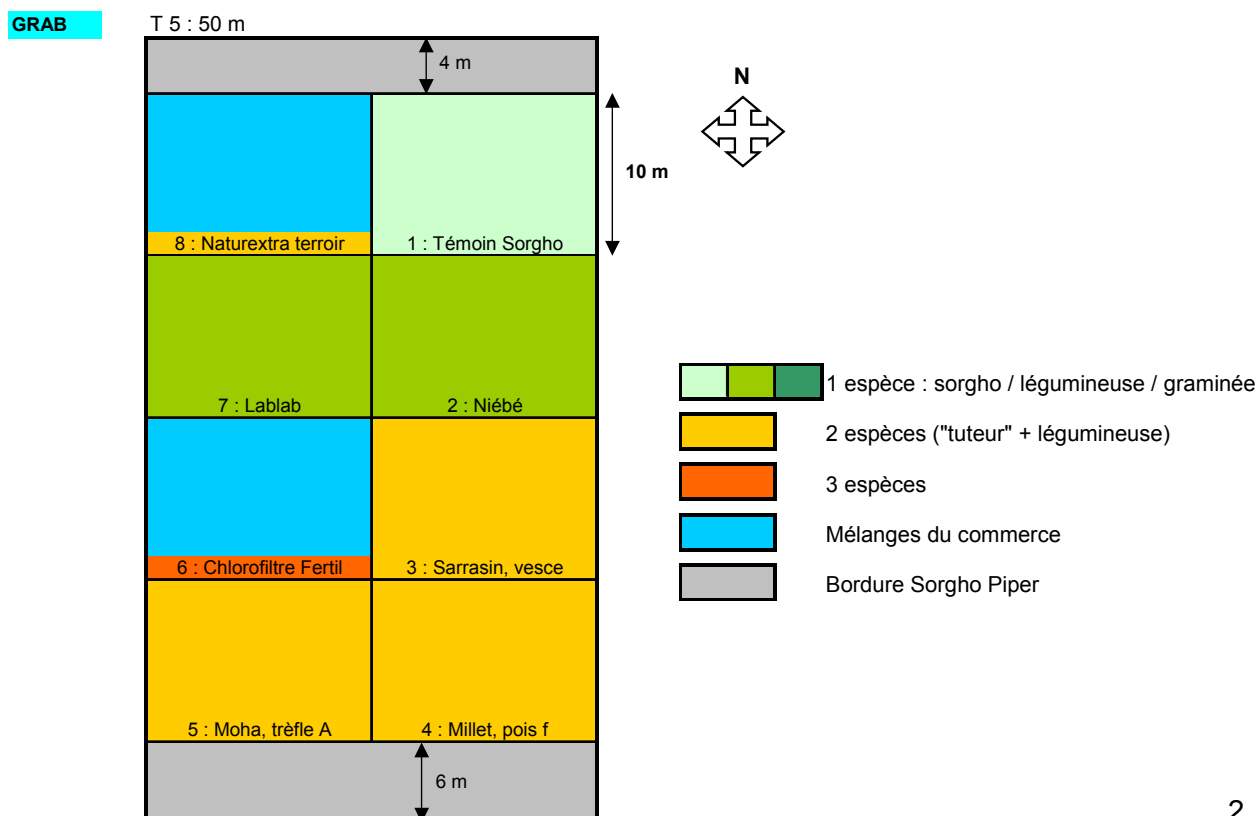 GRAB
T 5 : 50 m
4 m
N
10 m
8 : Naturextra terroir
1 : Témoin Sorgho
7 : Lablab
2 : Niébé
6 : Chlorofiltre Fertil
3 : Sarrasin, vesce
5 : Moha, trèfle A
4 : Millet, pois f
6 m
1 espèce : sorgho / légumineuse / graminée
2 espèces ("tuteur" + légumineuse)
3 espèces
Mélanges du commerce
Bordure Sorgho Piper
2